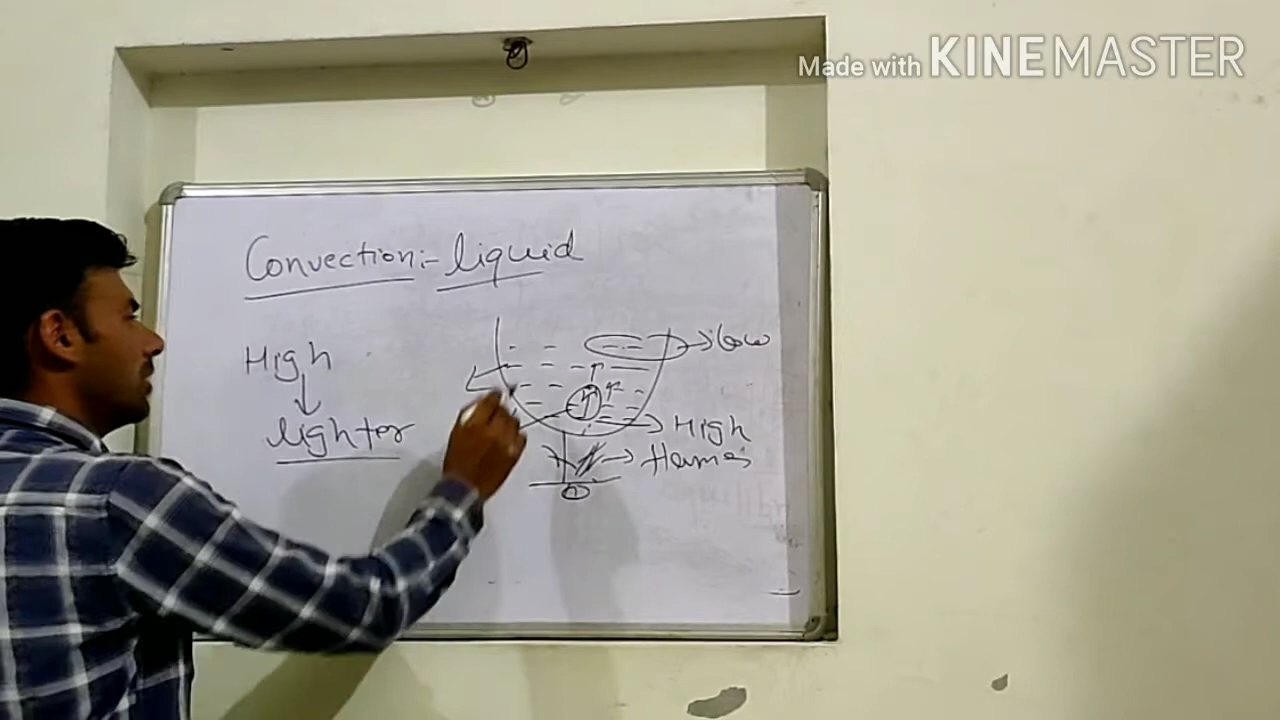 Made with KINEMASTER
Convection:- liquid
High
lighter
low
High
flames